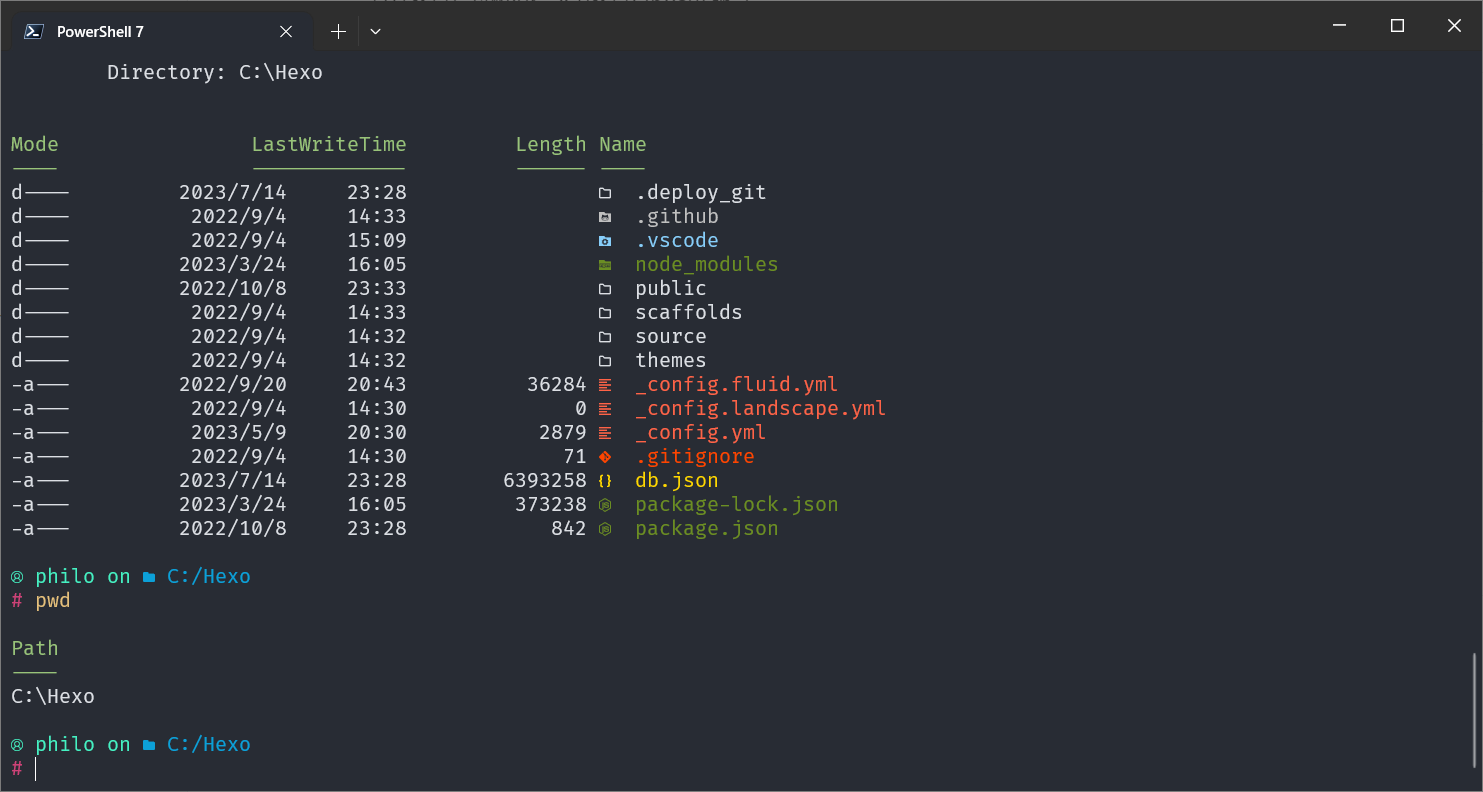 PowerShell 7
Directory: C:\Hexo
Mode LastWriteTime Length Name
d---- 2023/7/14 23:28 .deploy_git
d---- 2022/9/4 14:33 .github
d---- 2022/9/4 15:09 .vscode
d---- 2023/3/24 16:05 node_modules
d---- 2022/10/8 23:33 public
d---- 2022/9/4 14:33 scaffolds
d---- 2022/9/4 14:32 source
d---- 2022/9/4 14:32 themes
-a--- 2022/9/20 20:43 36284 _config.fluid.yml
-a--- 2022/9/4 14:30 0 _config.landscape.yml
-a--- 2023/5/9 20:30 2879 _config.yml
-a--- 2022/9/4 14:30 71 .gitignore
-a--- 2023/7/14 23:28 6393258 {} db.json
-a--- 2023/3/24 16:05 373238 package-lock.json
-a--- 2022/10/8 23:28 842 package.json
philo on C:/Hexo
# pwd
Path
C:\Hexo
philo on C:/Hexo
#